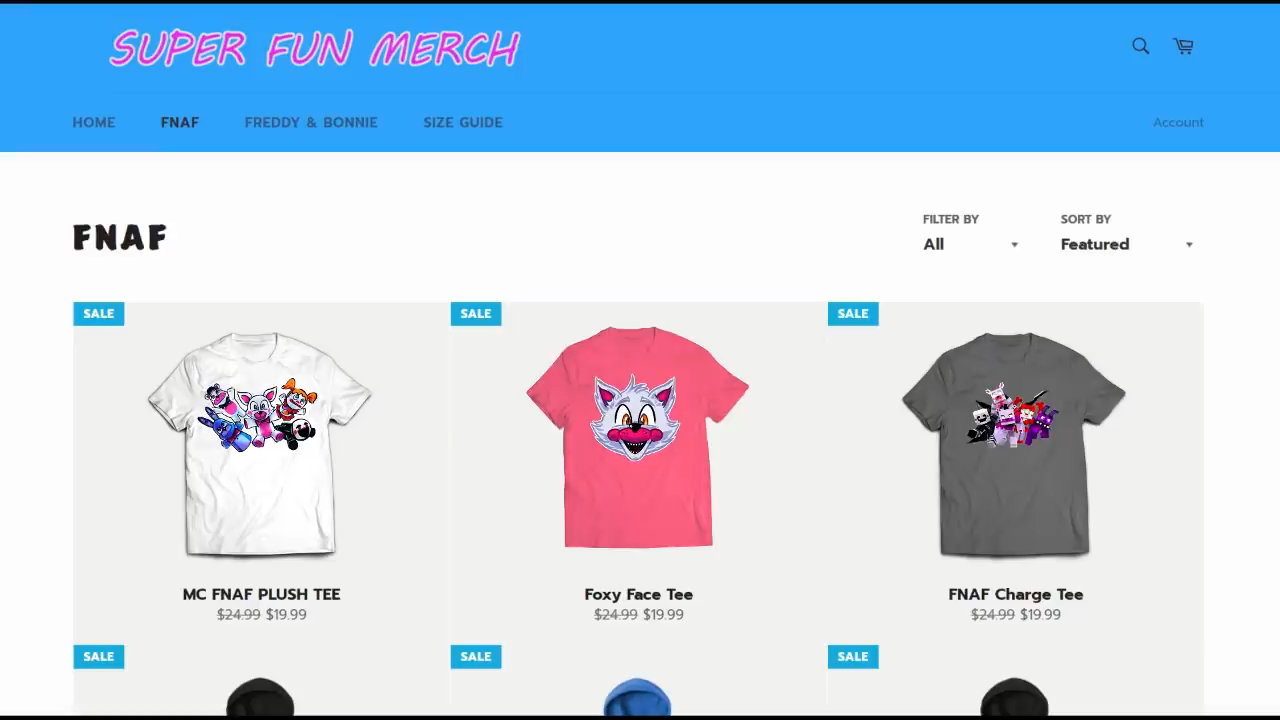 SUPER FUN MERCH
HOME FNAF FREDDY & BONNIE SIZE GUIDE Account
FNAF
FILTER BY SORT BY
All Featured
SALE SALE SALE
MC FNAF PLUSH TEE Foxy Face Tee FNAF Charge Tee
$24.99 $19.99 $24.99 $19.99 $24.99 $19.99
SALE SALE SALE